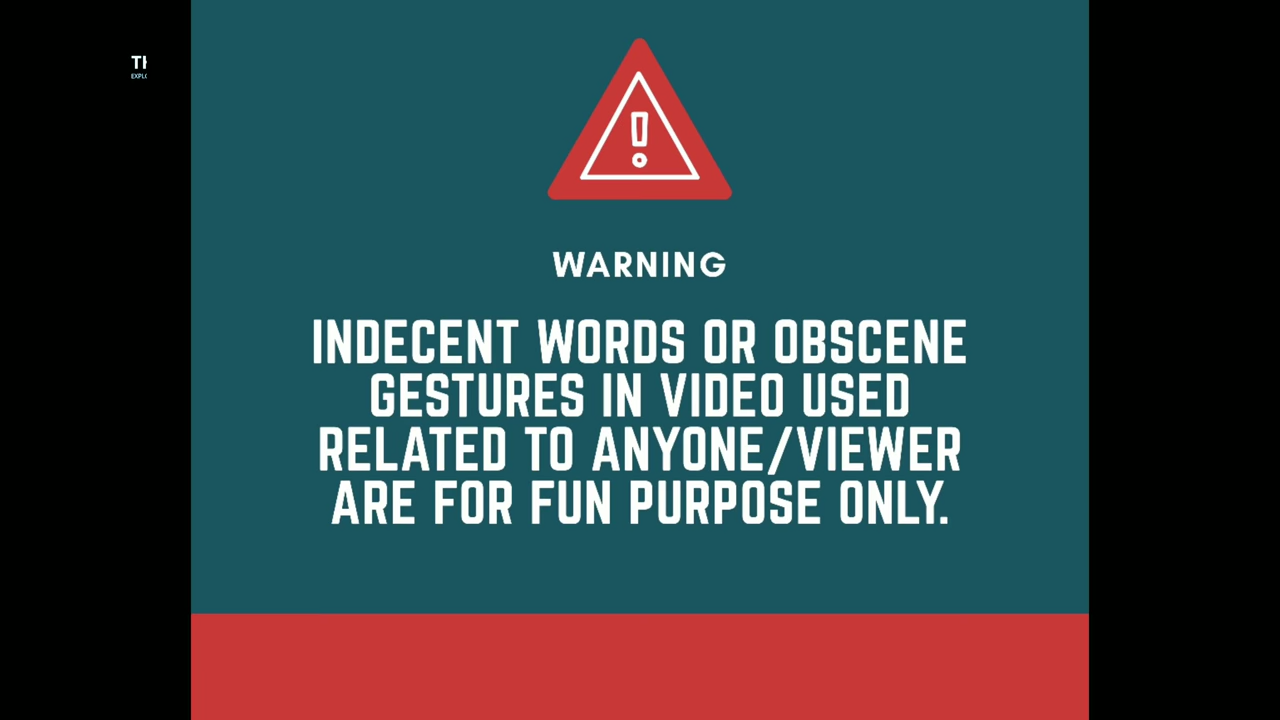 WARNING
INDECENT WORDS OR OBSCENE
GESTURES IN VIDEO USED
RELATED TO ANYONE/VIEWER
ARE FOR FUN PURPOSE ONLY.